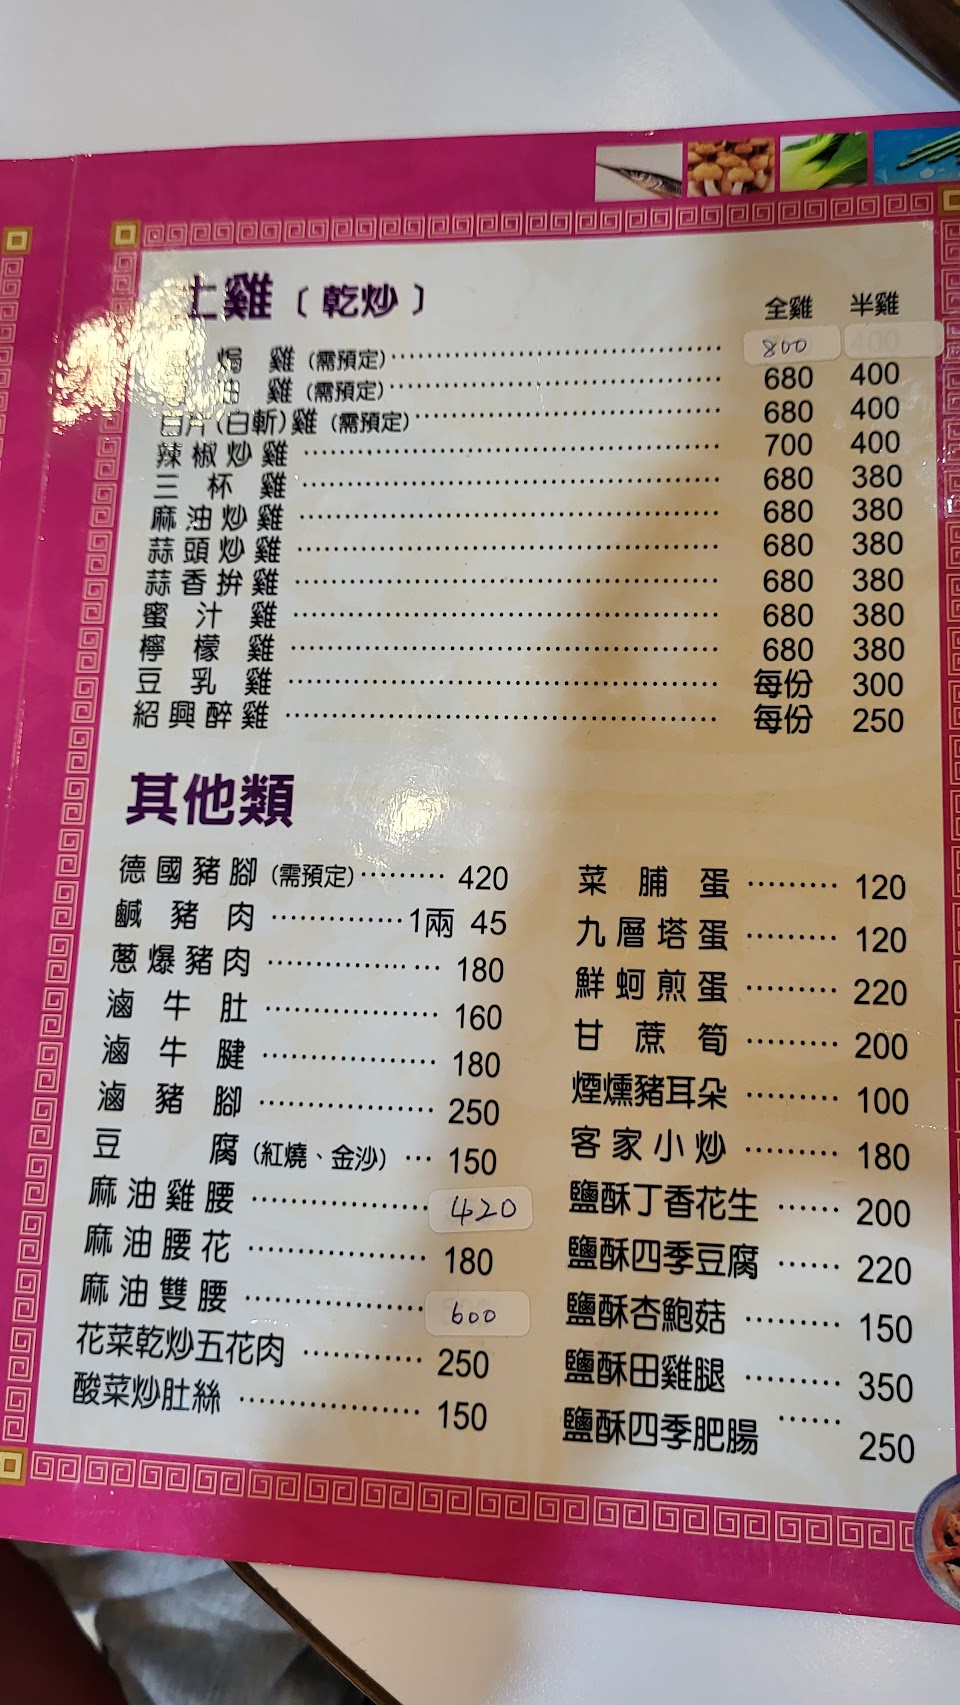 土雞﹝乾炒﹞ 全雞 半雞
焗雞(需預定) 800 400
油雞(需預定) 680 400
白片(白斬)雞(需預定) 680 400
辣椒炒雞 700 400
三杯雞 680 380
麻油炒雞 680 380
蒜頭炒雞 680 380
蒜香拚雞 680 380
蜜汁雞 680 380
檸檬雞 680 380
豆乳雞 每份 300
紹興醉雞 每份 250
其他類
德國豬腳(需預定) 420
鹹豬肉 1兩 45
蔥爆豬肉 180
滷牛肚 160
滷牛腱 180
滷豬腳 250
豆腐(紅燒、金沙) 150
麻油雞腰 420
麻油腰花 180
麻油雙腰 600
花菜乾炒五花肉 250
酸菜炒肚絲 150
菜脯蛋 120
九層塔蛋 120
鮮蚵煎蛋 220
甘蔗筍 200
煙燻豬耳朵 100
客家小炒 180
鹽酥丁香花生 200
鹽酥四季豆腐 220
鹽酥杏鮑菇 150
鹽酥田雞腿 350
鹽酥四季肥腸 250